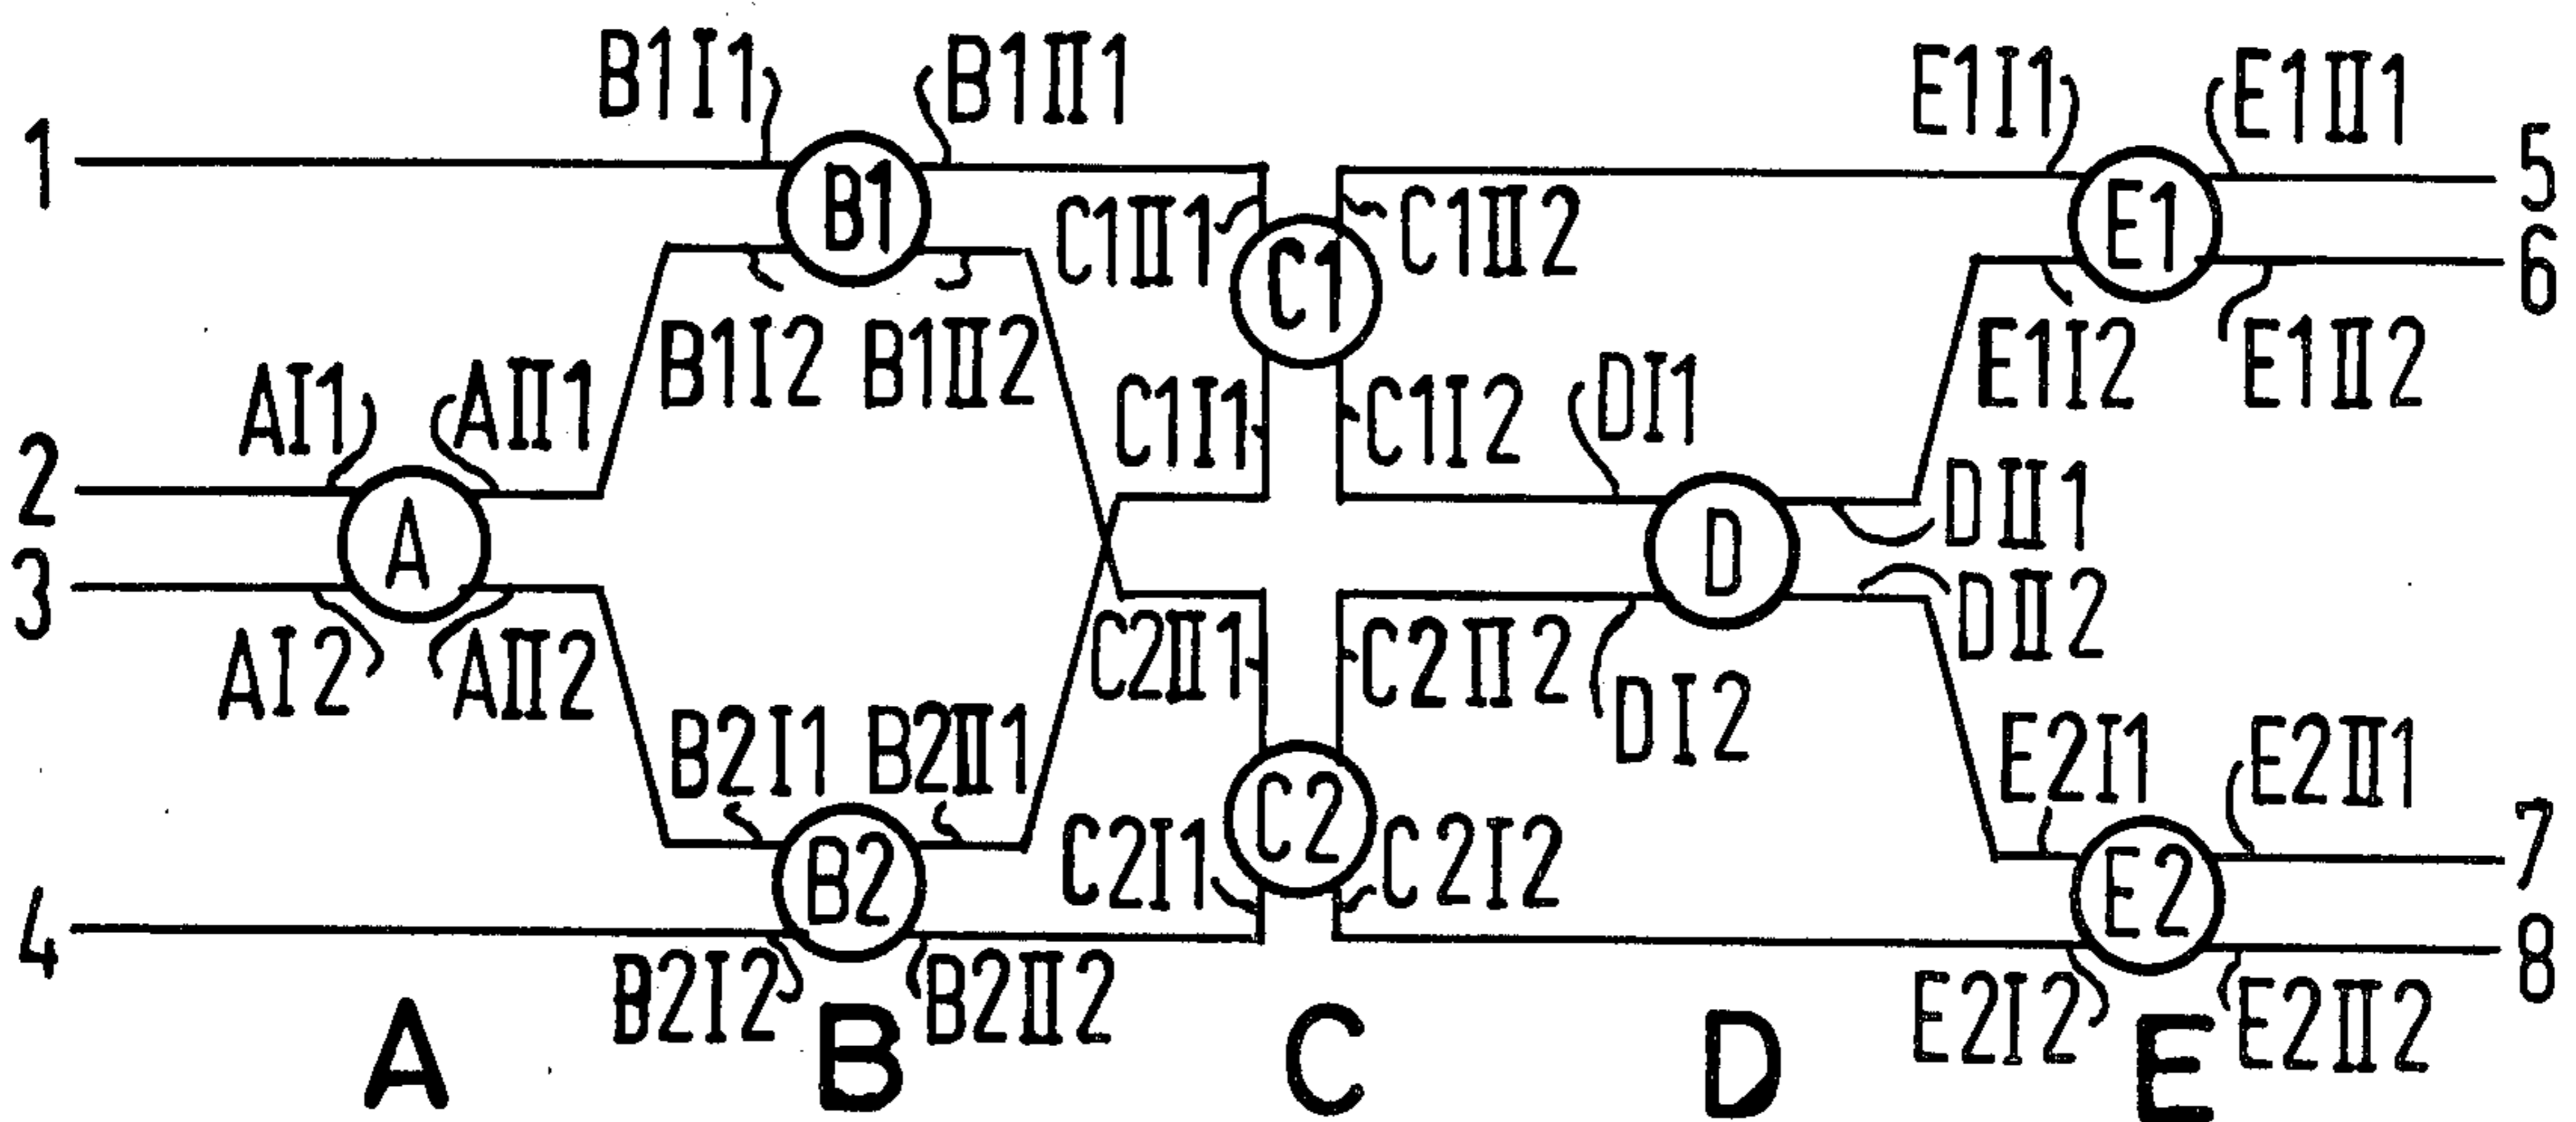 B1I1 B1II1 E1I1 E1II1
1 B1 C1II1 C1II2 E1 5
C1 6
B1I2 B1II2 E1I2 E1II2
AI1 AII1 C1I1 C1I2 DI1
2 A D DII1
3 DII2
AI2 AII2 C2II1 C2II2 DI2
B2I1 B2II1 E2I1 E2II1
C2I1 C2 C2I2 7
4 B2 E2 8
B2I2 B2II2 E2I2 E2II2
A B C D E